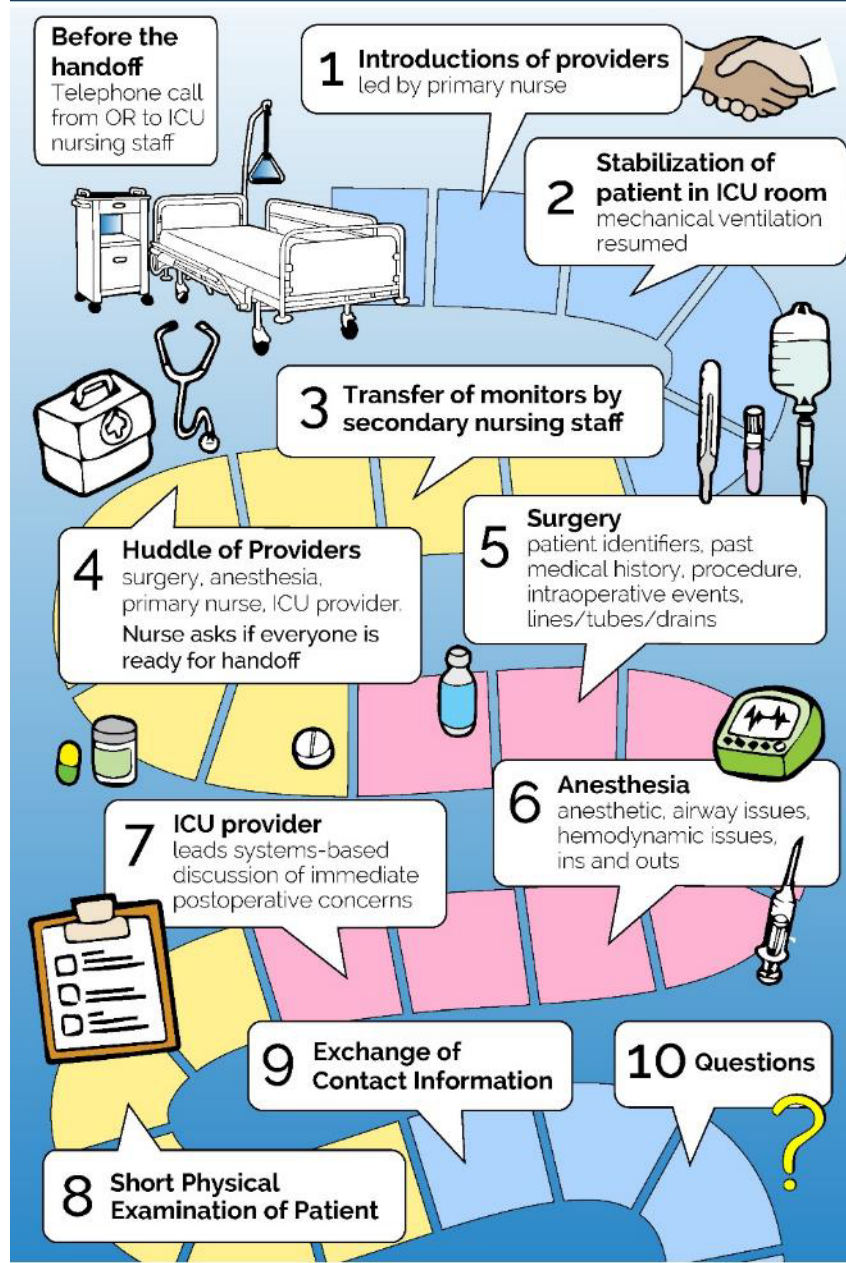 Before the
handoff
Telephone call
from OR to ICU
nursing staff
1 Introductions of providers
led by primary nurse
2 Stabilization of
patient in ICU room
mechanical ventilation
resumed
3 Transfer of monitors by
secondary nursing staff
4 Huddle of Providers
surgery, anesthesia,
primary nurse, ICU provider.
Nurse asks if everyone is
ready for handoff
5 Surgery
patient identifiers, past
medical history, procedure,
intraoperative events,
lines/tubes/drains
6 Anesthesia
anesthetic, airway issues,
hemodynamic issues,
ins and outs
7 ICU provider
leads systems-based
discussion of immediate
postoperative concerns
8 Short Physical
Examination of Patient
9 Exchange of
Contact Information
10 Questions
?